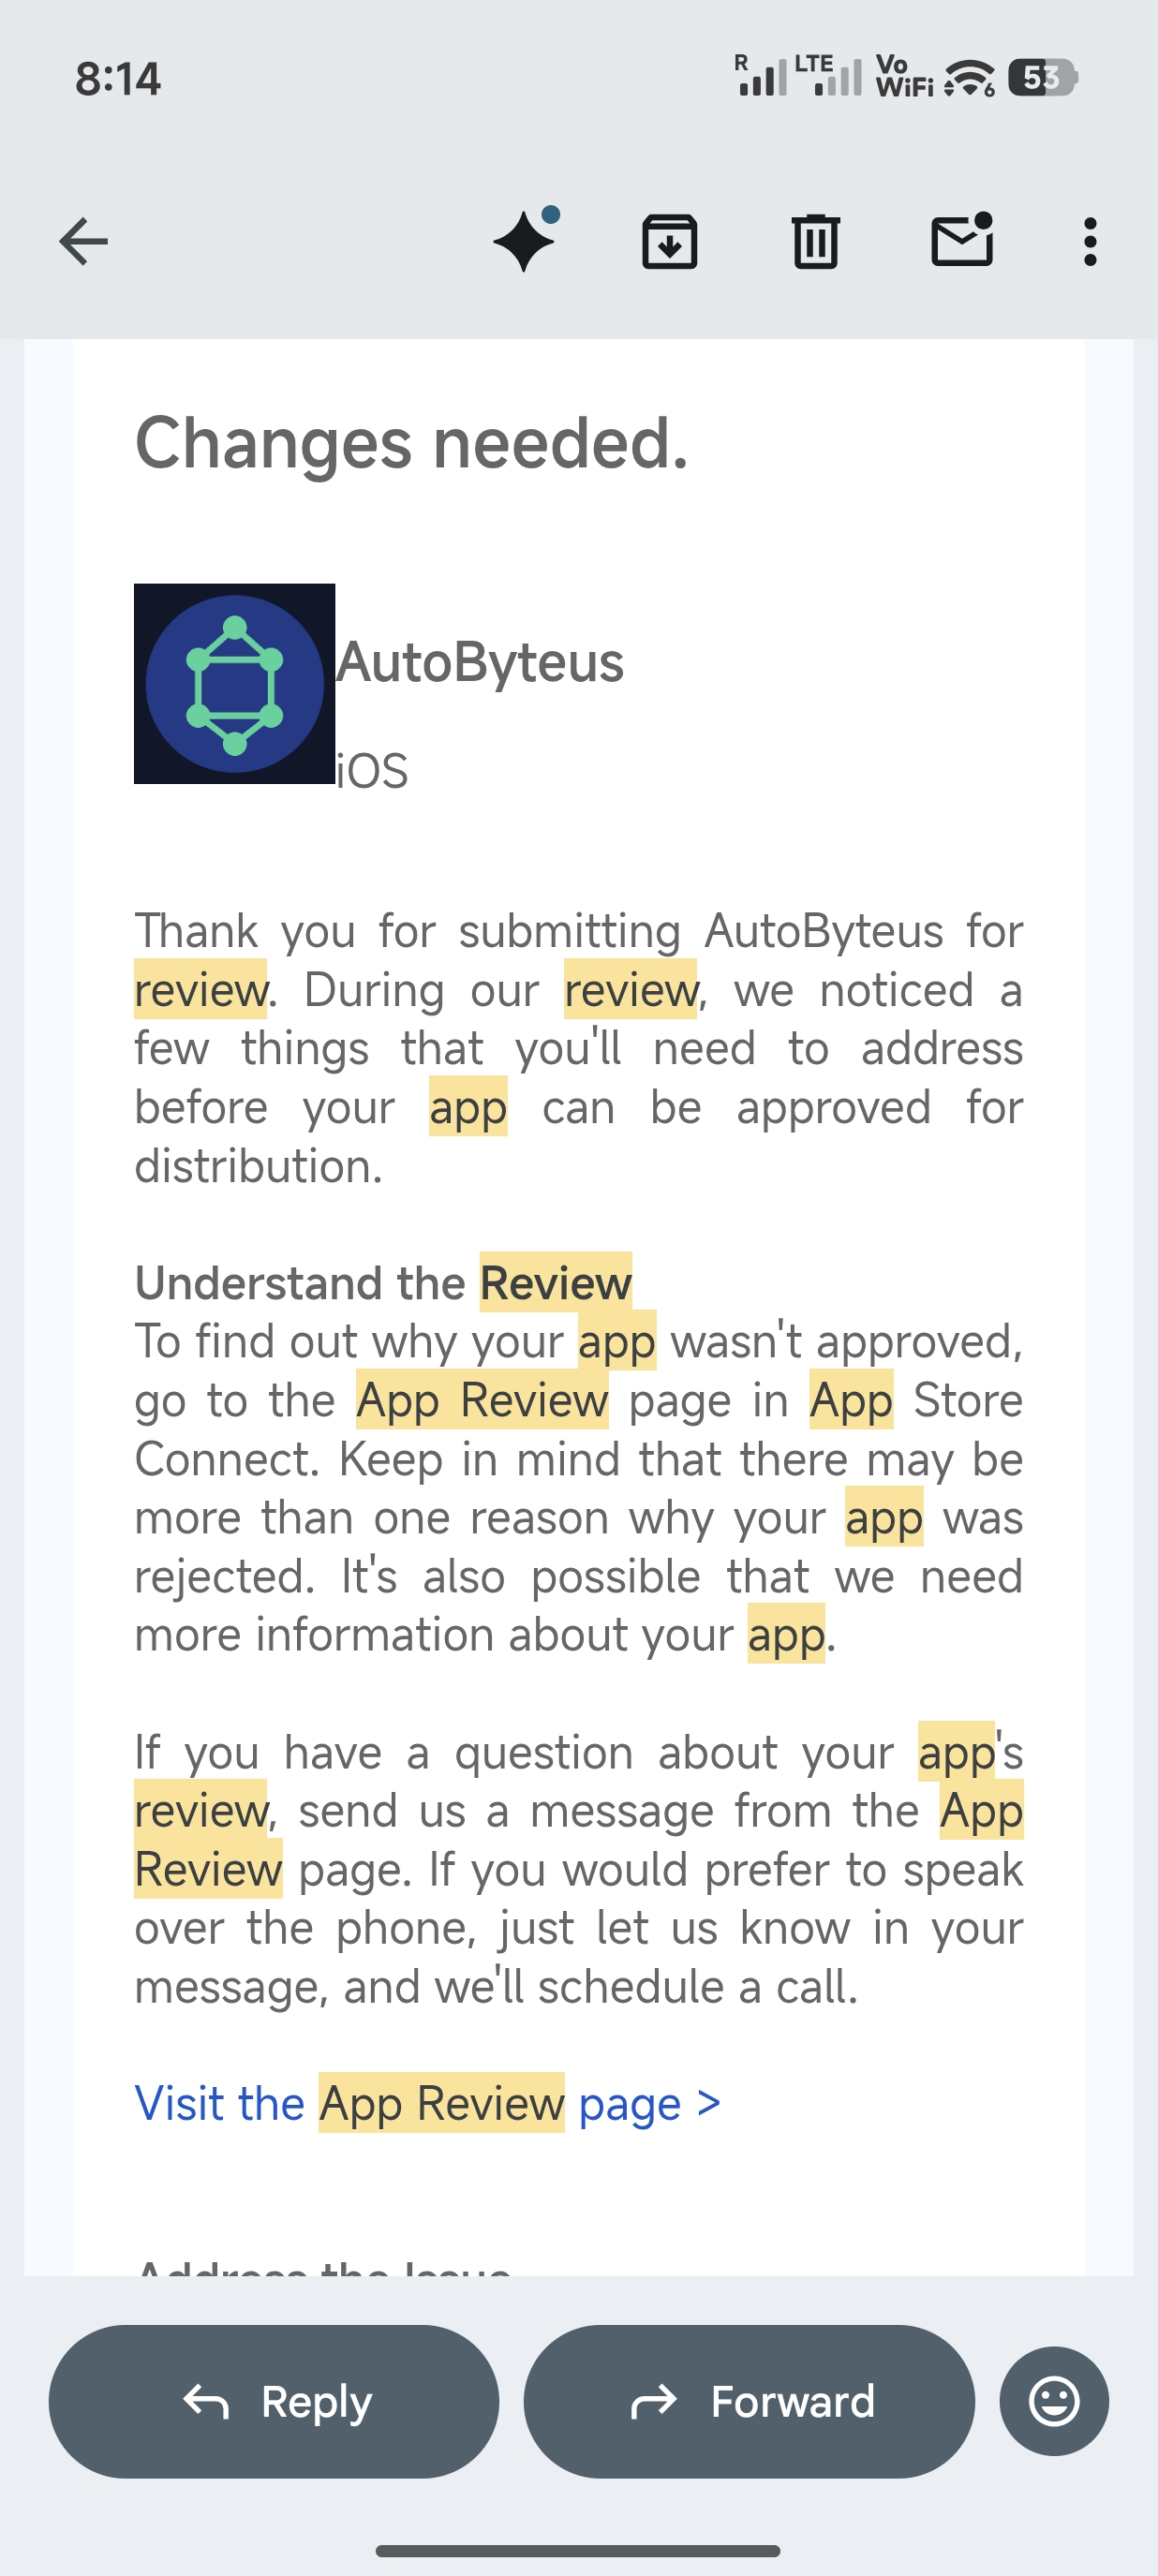 8:14
R
LTE
Vo
WiFi
6
53
Changes needed.
AutoByteus
iOS
Thank you for submitting AutoByteus for
review. During our review, we noticed a
few things that you'll need to address
before your app can be approved for
distribution.
Understand the Review
To find out why your app wasn't approved,
go to the App Review page in App Store
Connect. Keep in mind that there may be
more than one reason why your app was
rejected. It's also possible that we need
more information about your app.
If you have a question about your app's
review, send us a message from the App
Review page. If you would prefer to speak
over the phone, just let us know in your
message, and we'll schedule a call.
Visit the App Review page >
Address the Issue
Reply
Forward